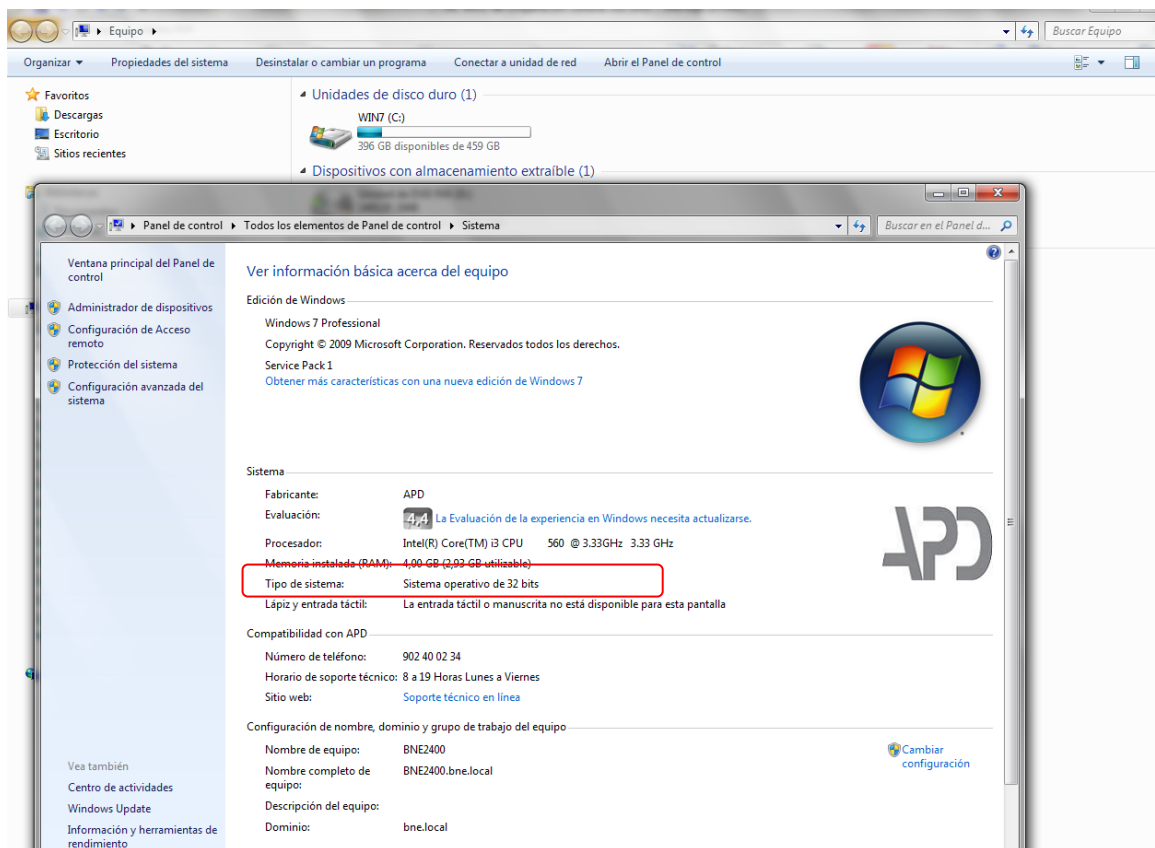 Equipo
Buscar Equipo
Organizar
Propiedades del sistema
Desinstalar o cambiar un programa
Conectar a unidad de red
Abrir el Panel de control
Favoritos
Descargas
Escritorio
Sitios recientes
Unidades de disco duro (1)
WIN7 (C:)
396 GB disponibles de 459 GB
Dispositivos con almacenamiento extraíble (1)
Panel de control
Todos los elementos de Panel de control
Sistema
Buscar en el Panel d...
Ventana principal del Panel de
control
Administrador de dispositivos
Configuración de Acceso
remoto
Protección del sistema
Configuración avanzada del
sistema
Vea también
Centro de actividades
Windows Update
Información y herramientas de
rendimiento
Ver información básica acerca del equipo
Edición de Windows
Windows 7 Professional
Copyright © 2009 Microsoft Corporation. Reservados todos los derechos.
Service Pack 1
Obtener más características con una nueva edición de Windows 7
Sistema
Fabricante: APD
Evaluación: 4,4 La Evaluación de la experiencia en Windows necesita actualizarse.
Procesador: Intel(R) Core(TM) i3 CPU 560 @ 3.33GHz 3.33 GHz
Memoria instalada (RAM): 4,00 GB (2,93 GB utilizable)
Tipo de sistema: Sistema operativo de 32 bits
Lápiz y entrada táctil: La entrada táctil o manuscrita no está disponible para esta pantalla
APD
Compatibilidad con APD
Número de teléfono: 902 40 02 34
Horario de soporte técnico: 8 a 19 Horas Lunes a Viernes
Sitio web: Soporte técnico en línea
Configuración de nombre, dominio y grupo de trabajo del equipo
Nombre de equipo: BNE2400
Cambiar
configuración
Nombre completo de
equipo:
BNE2400.bne.local
Descripción del equipo:
Dominio: bne.local